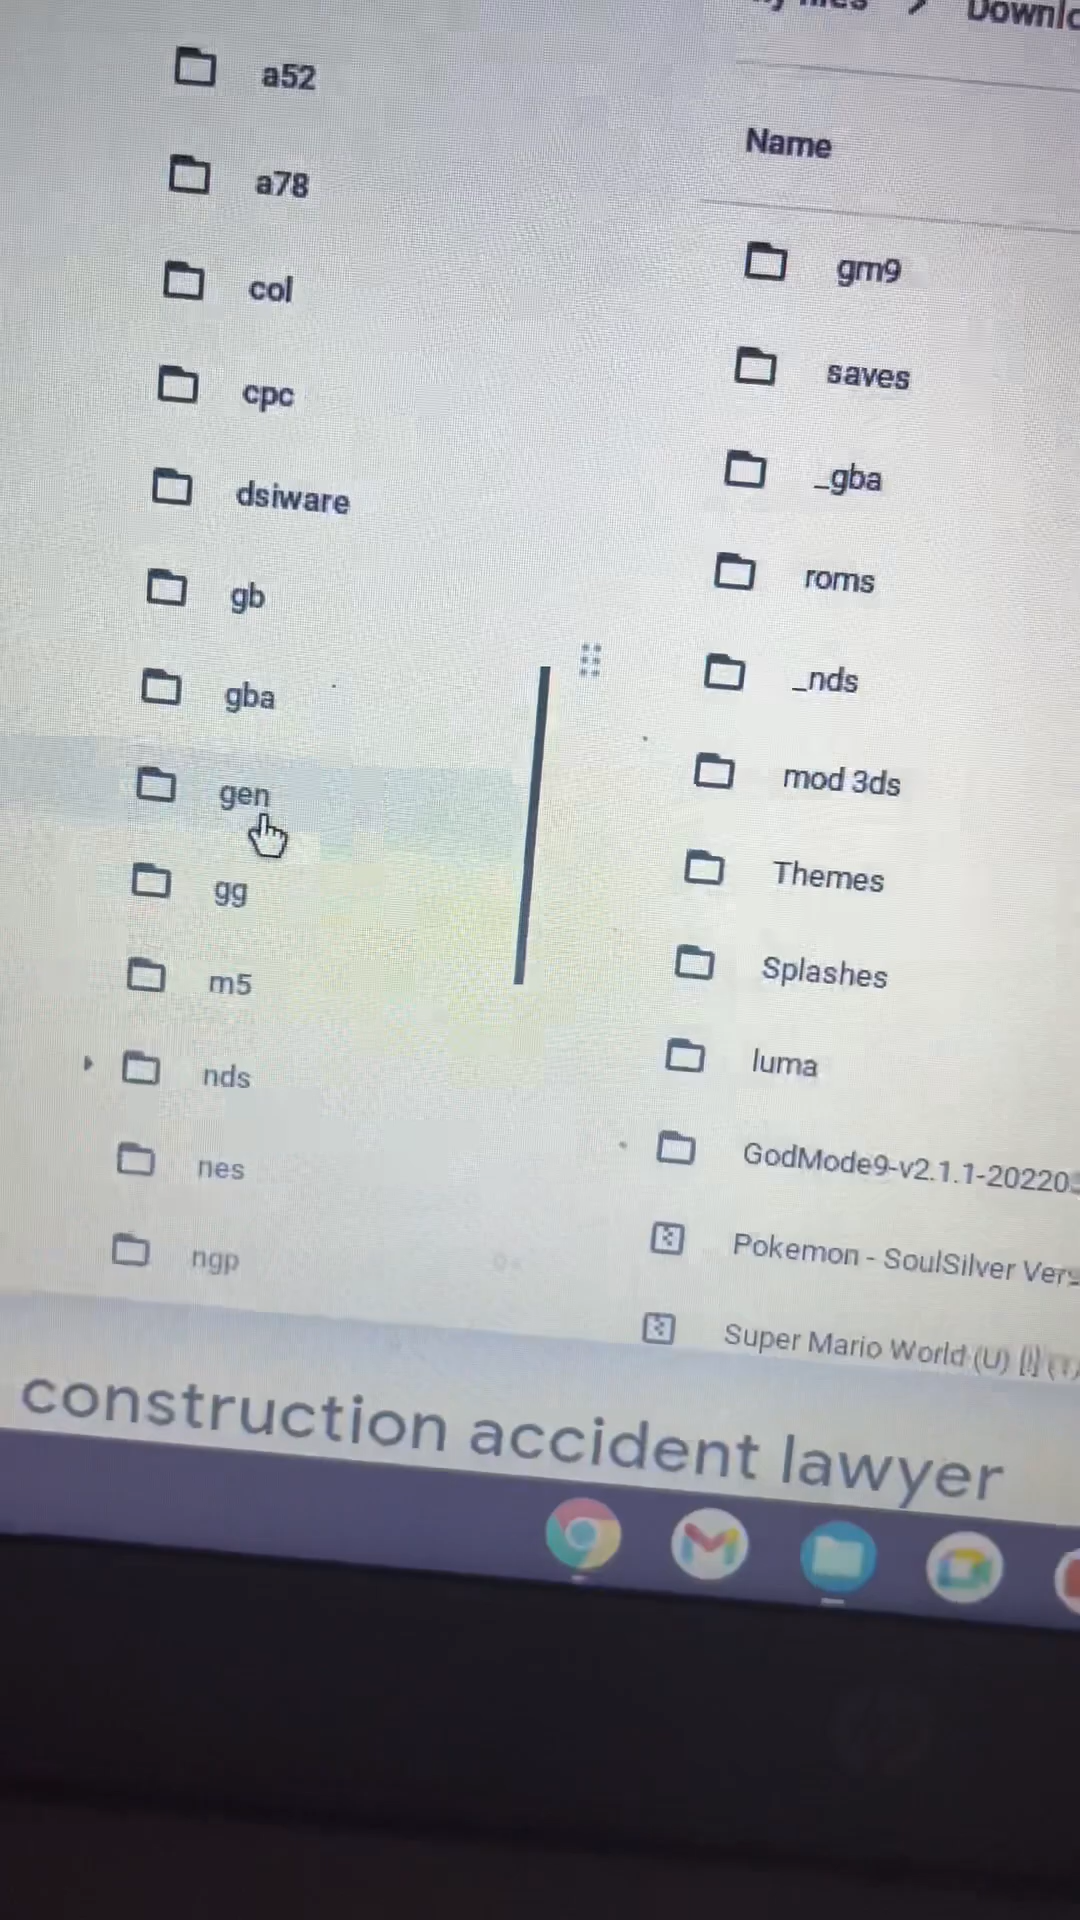 a52
a78
col
cpc
dsiware
gb
gba
gen
gg
m5
nds
nes
ngp
Name
gm9
saves
_gba
roms
_nds
mod 3ds
Themes
Splashes
luma
GodMode9-v2.1.1-20220
Pokemon - SoulSilver
Super Mario World (U) [!]
construction accident lawyer